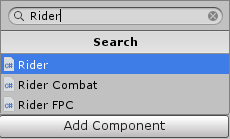 Rider
Search
Rider
Rider Combat
Rider FPC
Add Component